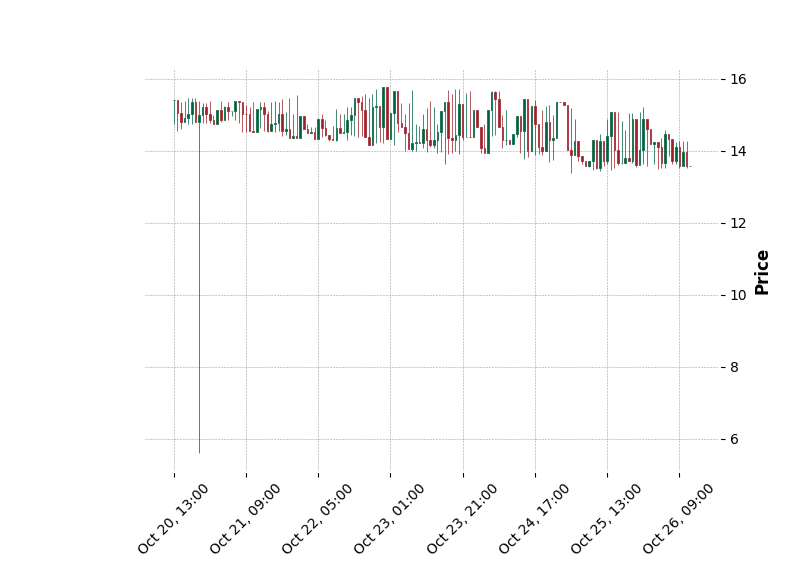 16
14
12
10
8
6
Price
Oct 20, 13:00
Oct 21, 09:00
Oct 22, 05:00
Oct 23, 01:00
Oct 23, 21:00
Oct 24, 17:00
Oct 25, 13:00
Oct 26, 09:00